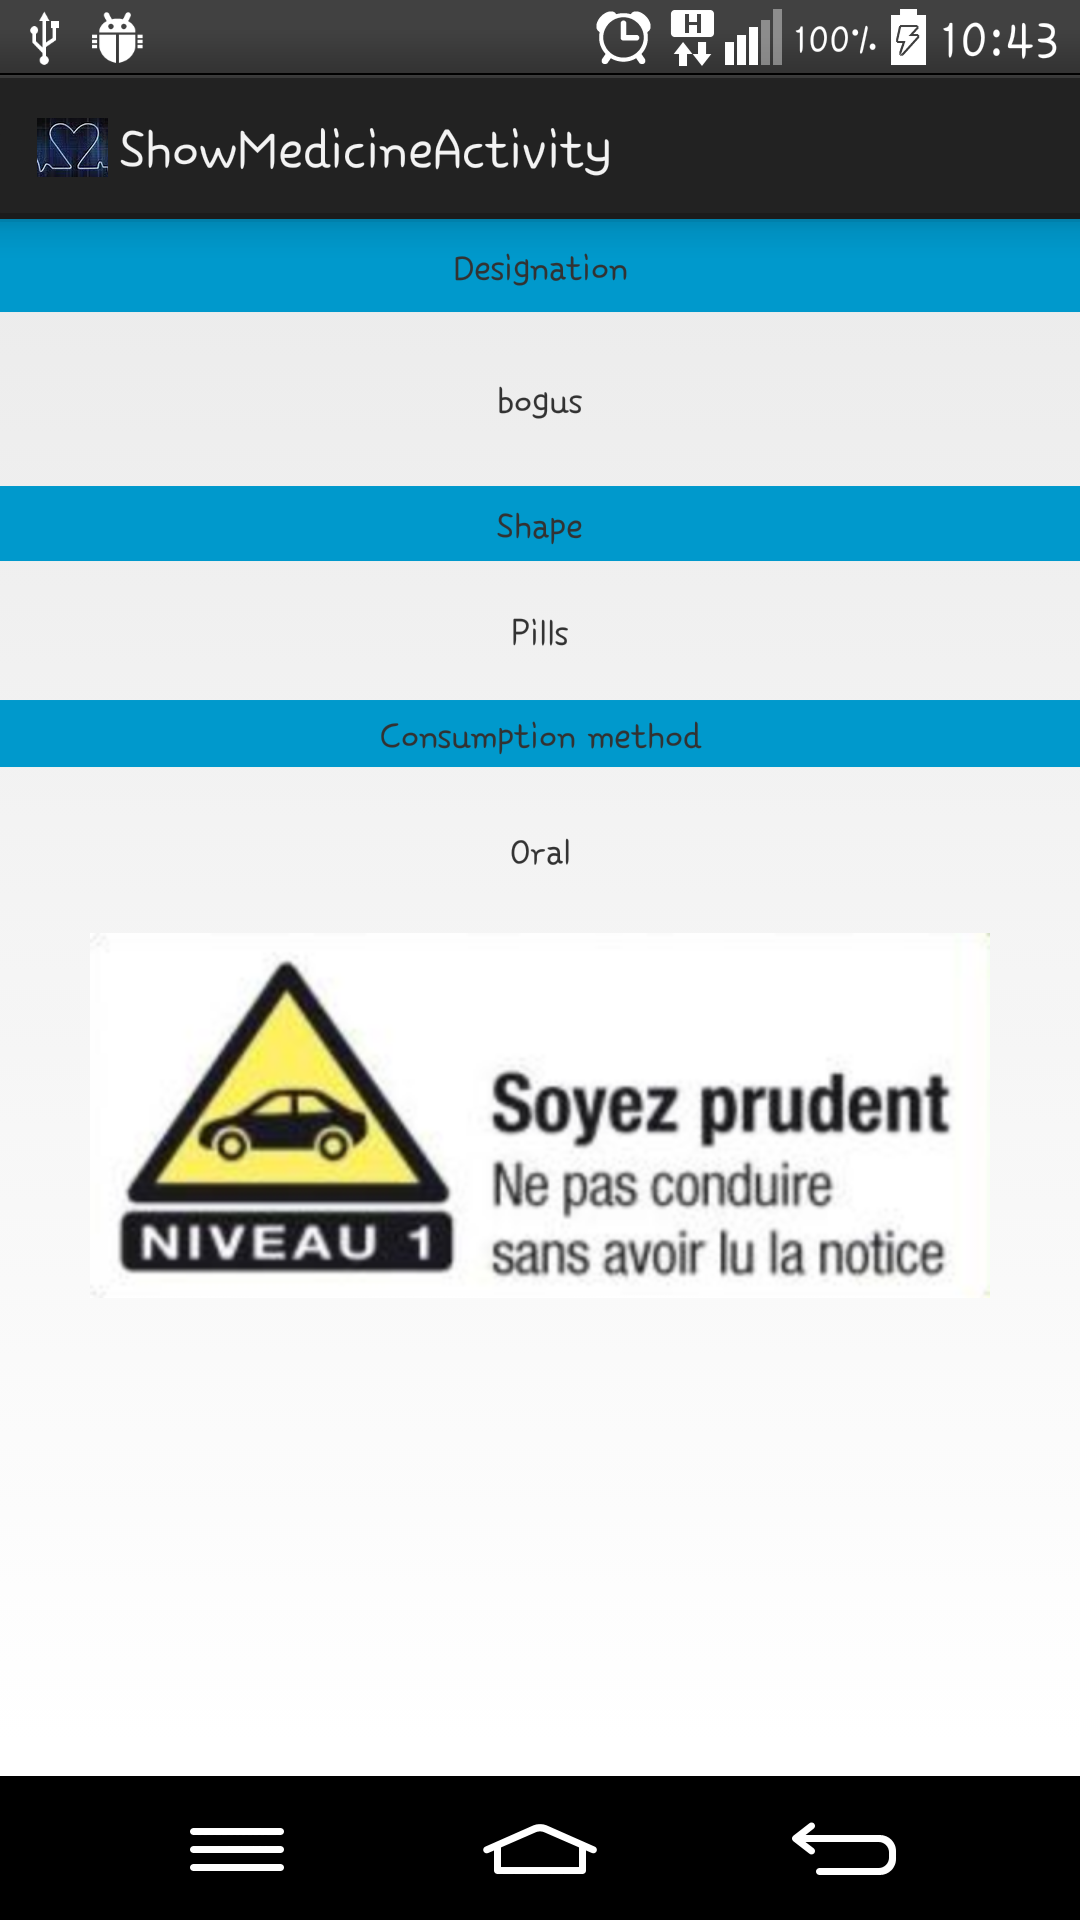 H 100% 10:43
ShowMedicineActivity
Designation
bogus
Shape
Pills
Consumption method
Oral
Soyez prudent
Ne pas conduire
sans avoir lu la notice
NIVEAU 1